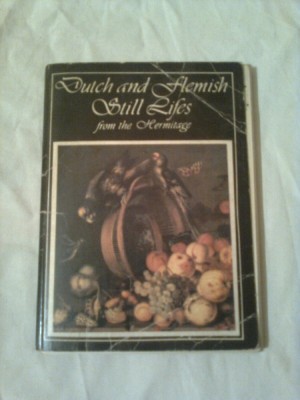 Dutch and Flemish
Still Lifes
from the Hermitage